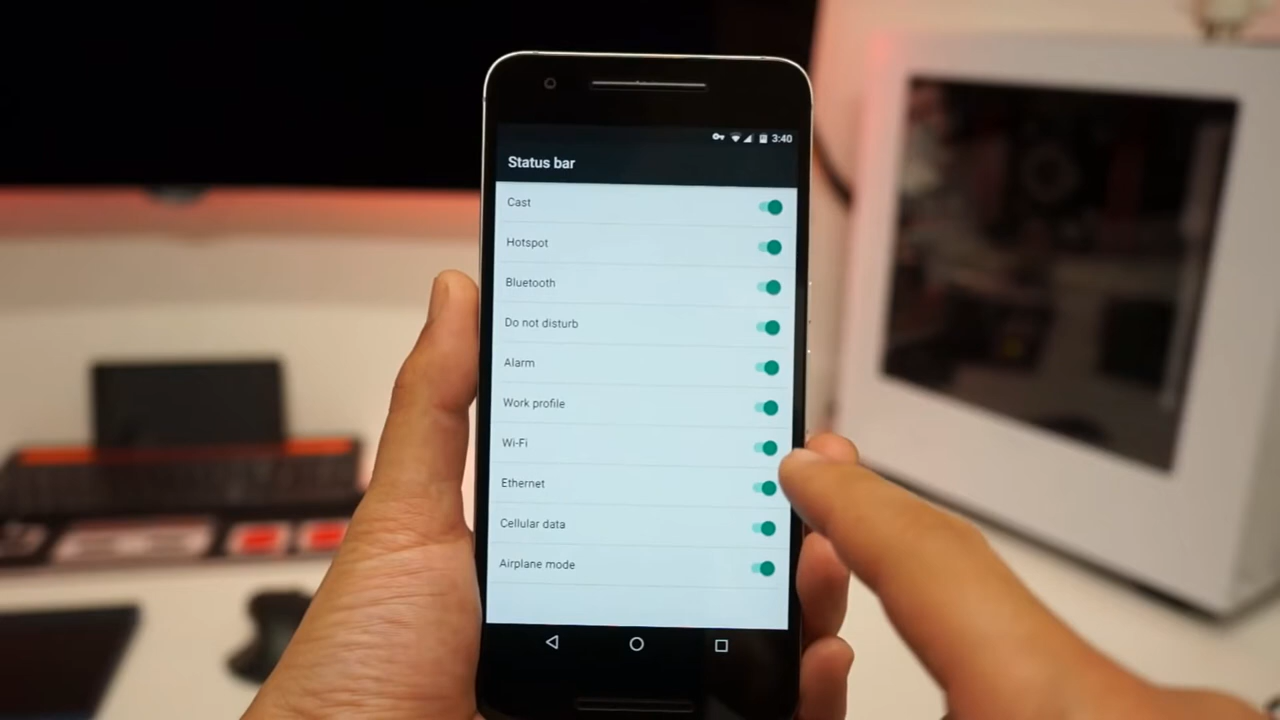 3:40
Status bar
Cast
Hotspot
Bluetooth
Do not disturb
Alarm
Work profile
Wi-Fi
Ethernet
Cellular data
Airplane mode